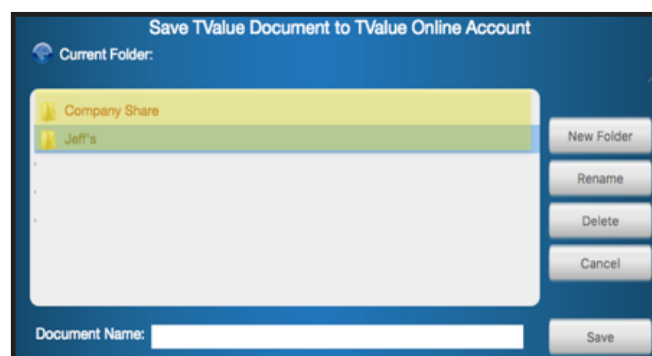 Save TValue Document to TValue Online Account
Current Folder:
Company Share
Jeff's
New Folder
Rename
Delete
Cancel
Document Name:
Save